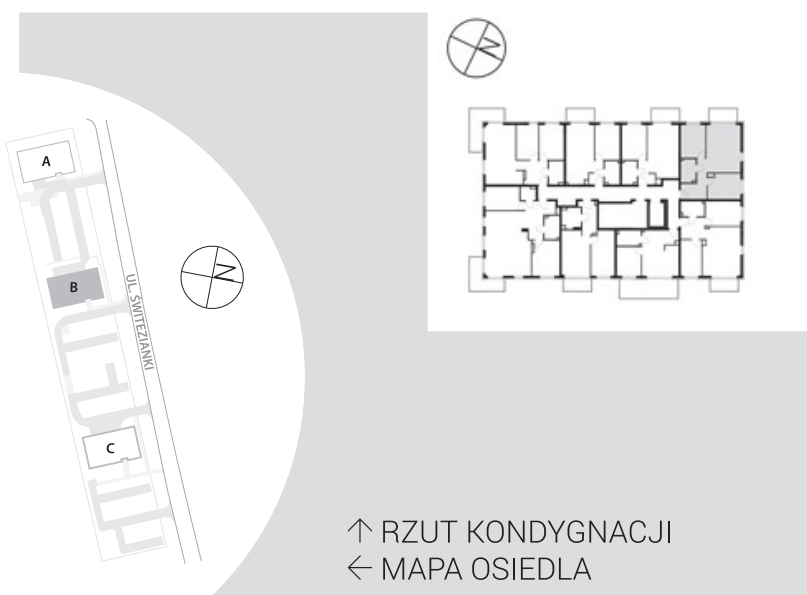 N
A
B
UL. ŚWITEZIANKI
N
C
↑ RZUT KONDYGNACJI
← MAPA OSIEDLA